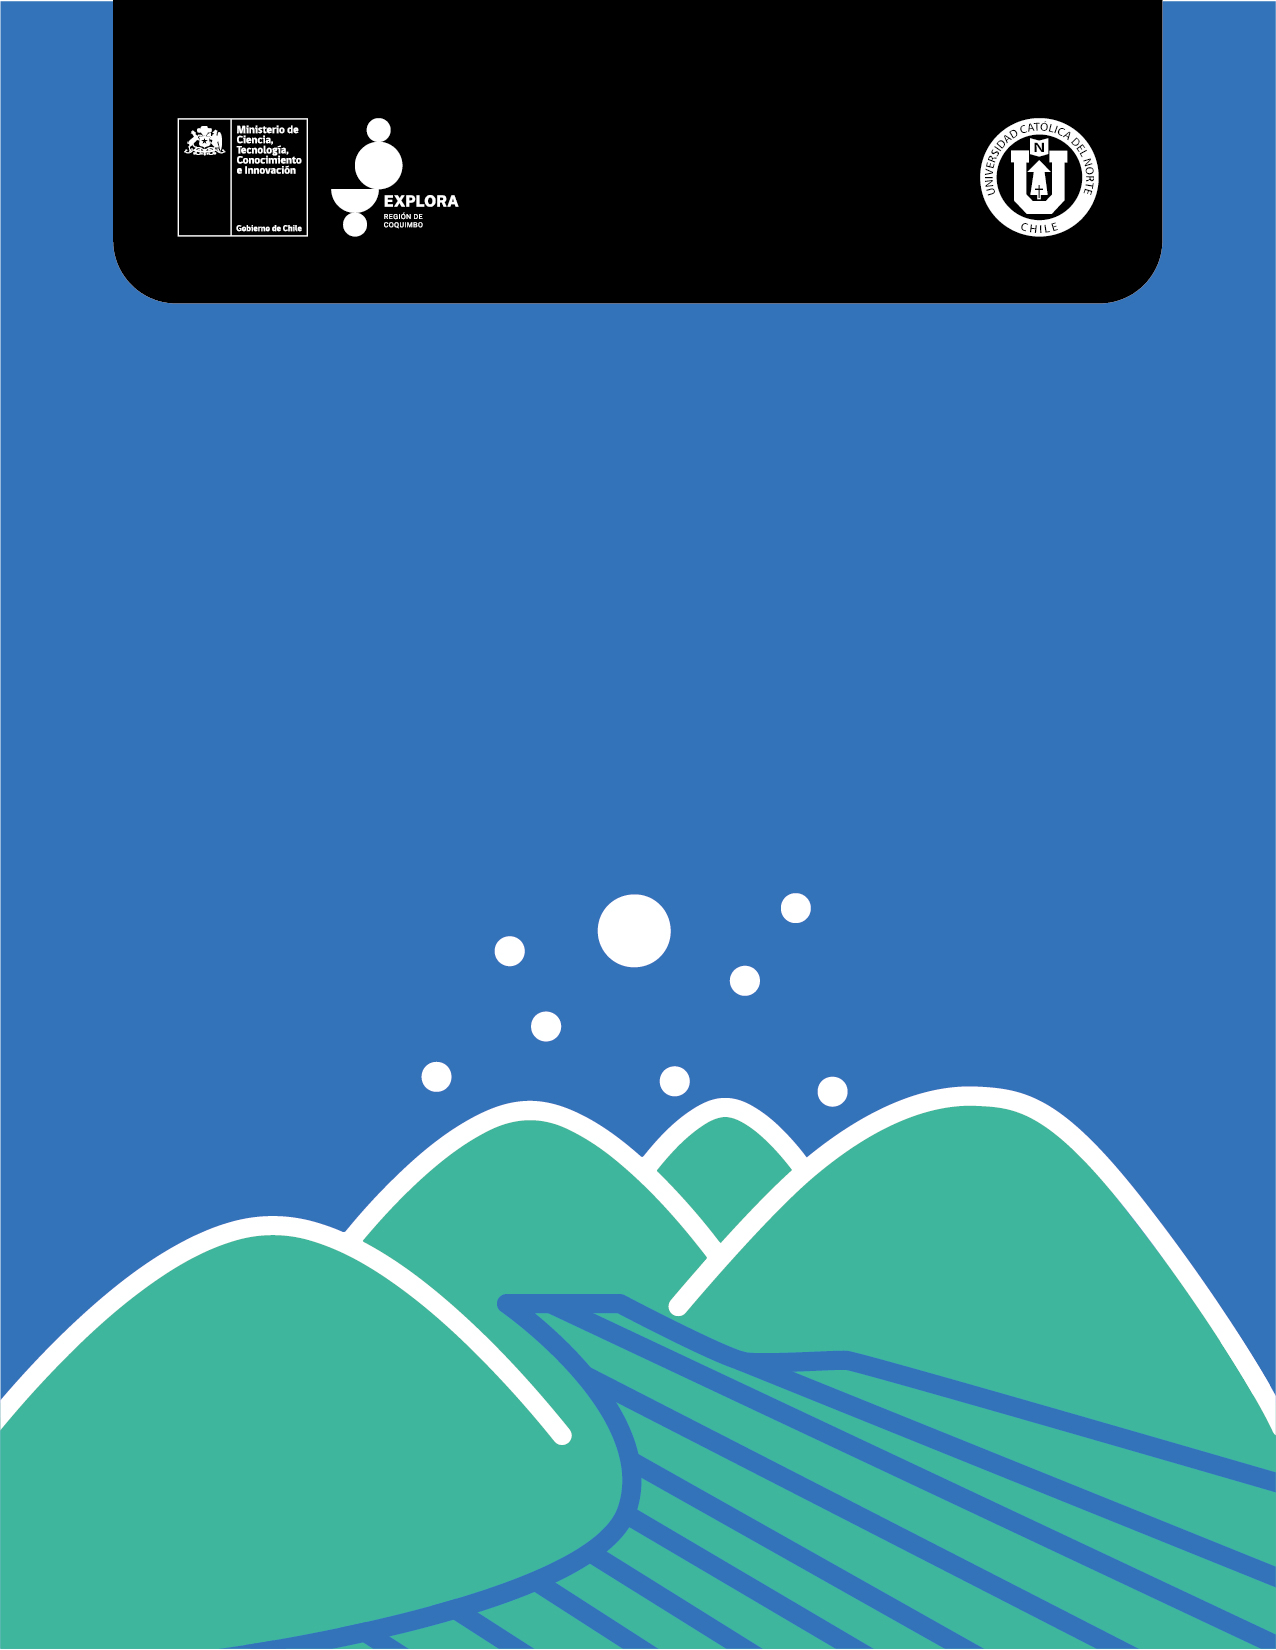 Ministerio de
Ciencia,
Tecnología,
Conocimiento
e Innovación
Gobierno de Chile
EXPLORA
REGIÓN DE
COQUIMBO
UNIVERSIDAD CATÓLICA DEL NORTE
N
U
CHILE